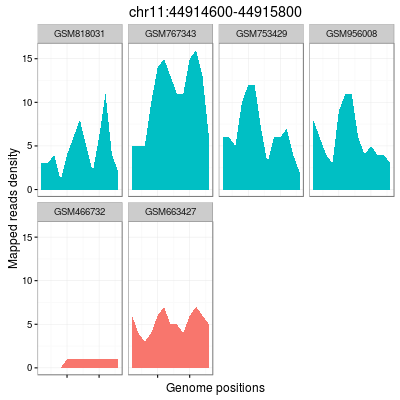 chr11:44914600-44915800
GSM818031 GSM767343 GSM753429 GSM956008
15
10
5
0
GSM466732 GSM663427
15
10
5
0
Mapped reads density
Genome positions